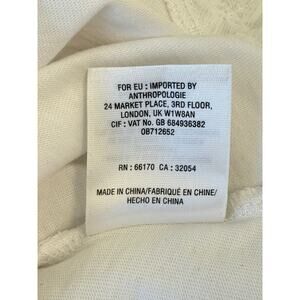 FOR EU : IMPORTED BY
ANTHROPOLOGIE
24 MARKET PLACE, 3RD FLOOR,
LONDON, UK W1W8AN
CIF : VAT No. GB 684936382
0B712652
RN : 66170 CA : 32054
MADE IN CHINA/FABRIQUÉ EN CHINE/
HECHO EN CHINA